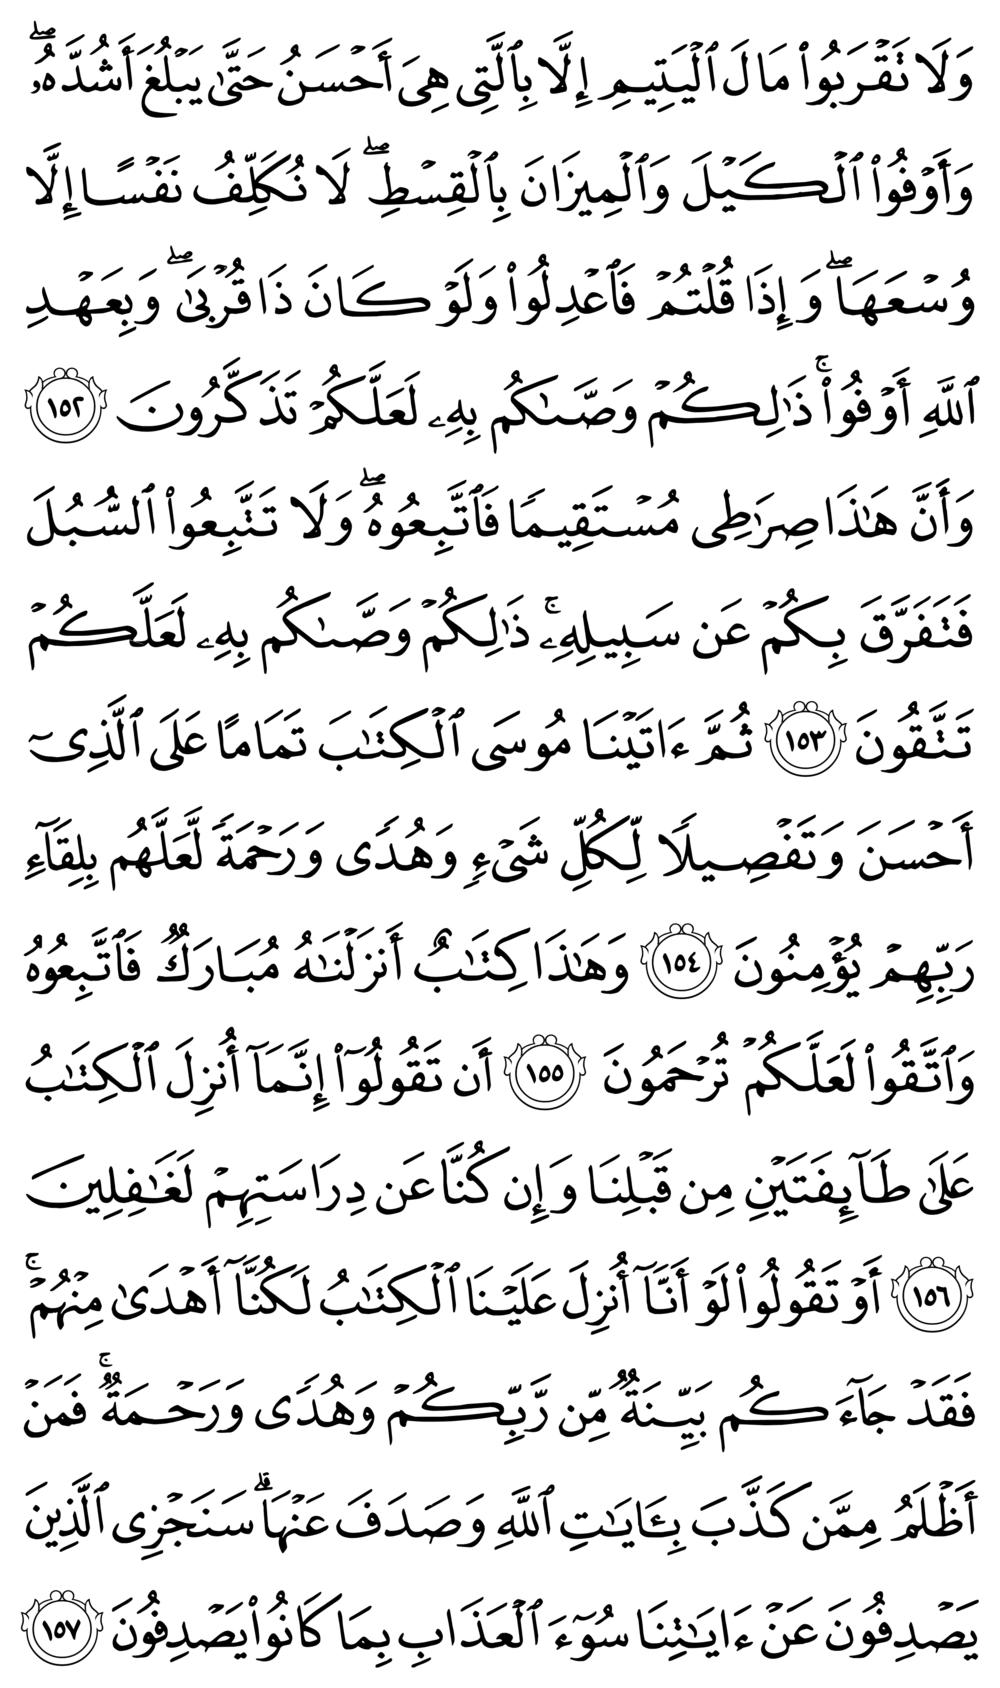 وَلَا تَقْرَبُوا۟ مَالَ ٱلْيَتِيمِ إِلَّا بِٱلَّتِى هِىَ أَحْسَنُ حَتَّىٰ يَبْلُغَ أَشُدَّهُۥ ۖ
وَأَوْفُوا۟ ٱلْكَيْلَ وَٱلْمِيزَانَ بِٱلْقِسْطِ ۖ لَا نُكَلِّفُ نَفْسًا إِلَّا
وُسْعَهَا ۖ وَإِذَا قُلْتُمْ فَٱعْدِلُوا۟ وَلَوْ كَانَ ذَا قُرْبَىٰ ۖ وَبِعَهْدِ
ٱللَّهِ أَوْفُوا۟ ۚ ذَٰلِكُمْ وَصَّىٰكُم بِهِۦ لَعَلَّكُمْ تَذَكَّرُونَ ١٥٢
وَأَنَّ هَـٰذَا صِرَٰطِى مُسْتَقِيمًا فَٱتَّبِعُوهُ ۖ وَلَا تَتَّبِعُوا۟ ٱلسُّبُلَ
فَتَفَرَّقَ بِكُمْ عَن سَبِيلِهِۦ ۚ ذَٰلِكُمْ وَصَّىٰكُم بِهِۦ لَعَلَّكُمْ
تَتَّقُونَ ١٥٣ ثُمَّ ءَاتَيْنَا مُوسَى ٱلْكِتَـٰبَ تَمَامًا عَلَى ٱلَّذِىٓ
أَحْسَنَ وَتَفْصِيلًا لِّكُلِّ شَىْءٍ وَهُدًى وَرَحْمَةً لَّعَلَّهُم بِلِقَآءِ
رَبِّهِمْ يُؤْمِنُونَ ١٥٤ وَهَـٰذَا كِتَـٰبٌ أَنزَلْنَـٰهُ مُبَارَكٌ فَٱتَّبِعُوهُ
وَٱتَّقُوا۟ لَعَلَّكُمْ تُرْحَمُونَ ١٥٥ أَن تَقُولُوٓا۟ إِنَّمَآ أُنزِلَ ٱلْكِتَـٰبُ
عَلَىٰ طَآئِفَتَيْنِ مِن قَبْلِنَا وَإِن كُنَّا عَن دِرَاسَتِهِمْ لَغَـٰفِلِينَ
١٥٦ أَوْ تَقُولُوا۟ لَوْ أَنَّآ أُنزِلَ عَلَيْنَا ٱلْكِتَـٰبُ لَكُنَّآ أَهْدَىٰ مِنْهُمْ ۚ
فَقَدْ جَآءَكُم بَيِّنَةٌ مِّن رَّبِّكُمْ وَهُدًى وَرَحْمَةٌ ۚ فَمَنْ
أَظْلَمُ مِمَّن كَذَّبَ بِـَٔايَـٰتِ ٱللَّهِ وَصَدَفَ عَنْهَا ۗ سَنَجْزِى ٱلَّذِينَ
يَصْدِفُونَ عَنْ ءَايَـٰتِنَا سُوٓءَ ٱلْعَذَابِ بِمَا كَانُوا۟ يَصْدِفُونَ ١٥٧